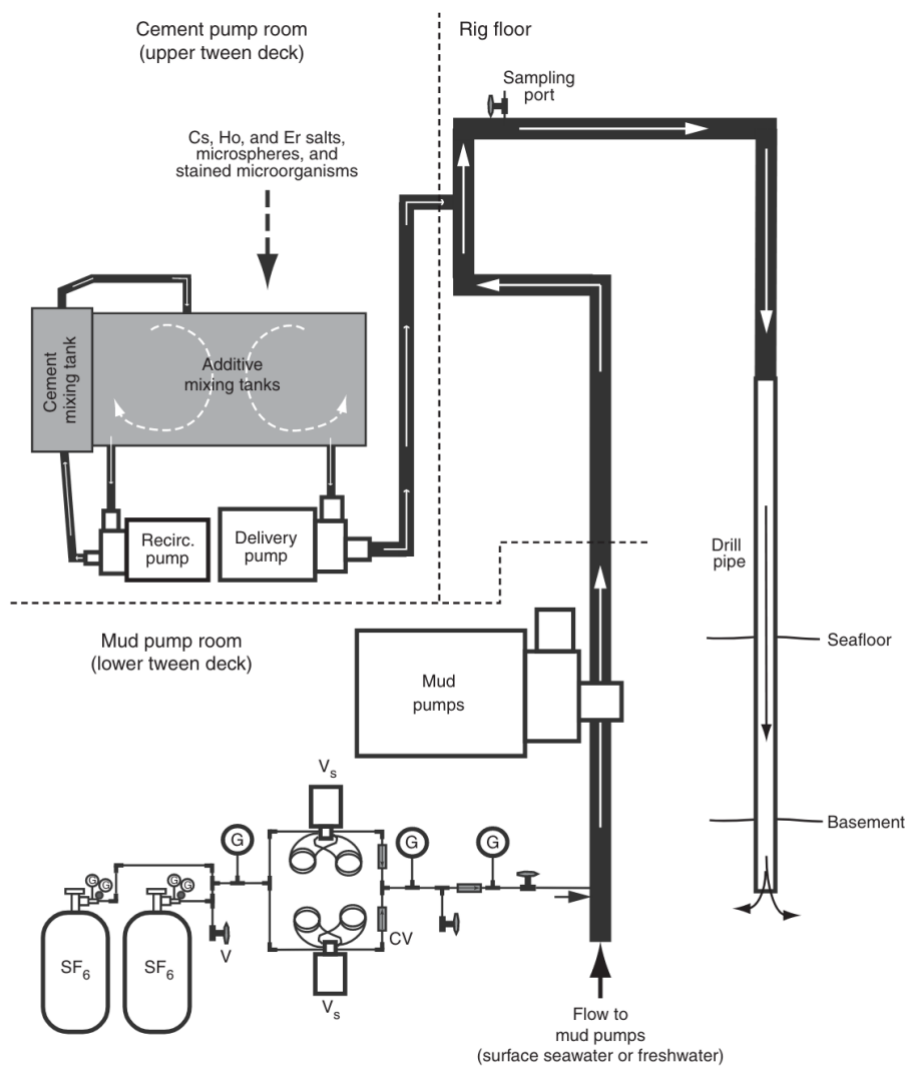 Cement pump room
(upper tween deck)
Rig floor
Sampling
port
Cs, Ho, and Er salts,
microspheres, and
stained microorganisms
Cement
mixing tank
Additive
mixing tanks
Recirc.
pump
Delivery
pump
Drill
pipe
Seafloor
Mud pump room
(lower tween deck)
Mud
pumps
Basement
Vs
G
G
G
G
G
G
G
SF6
SF6
V
CV
Vs
Flow to
mud pumps
(surface seawater or freshwater)